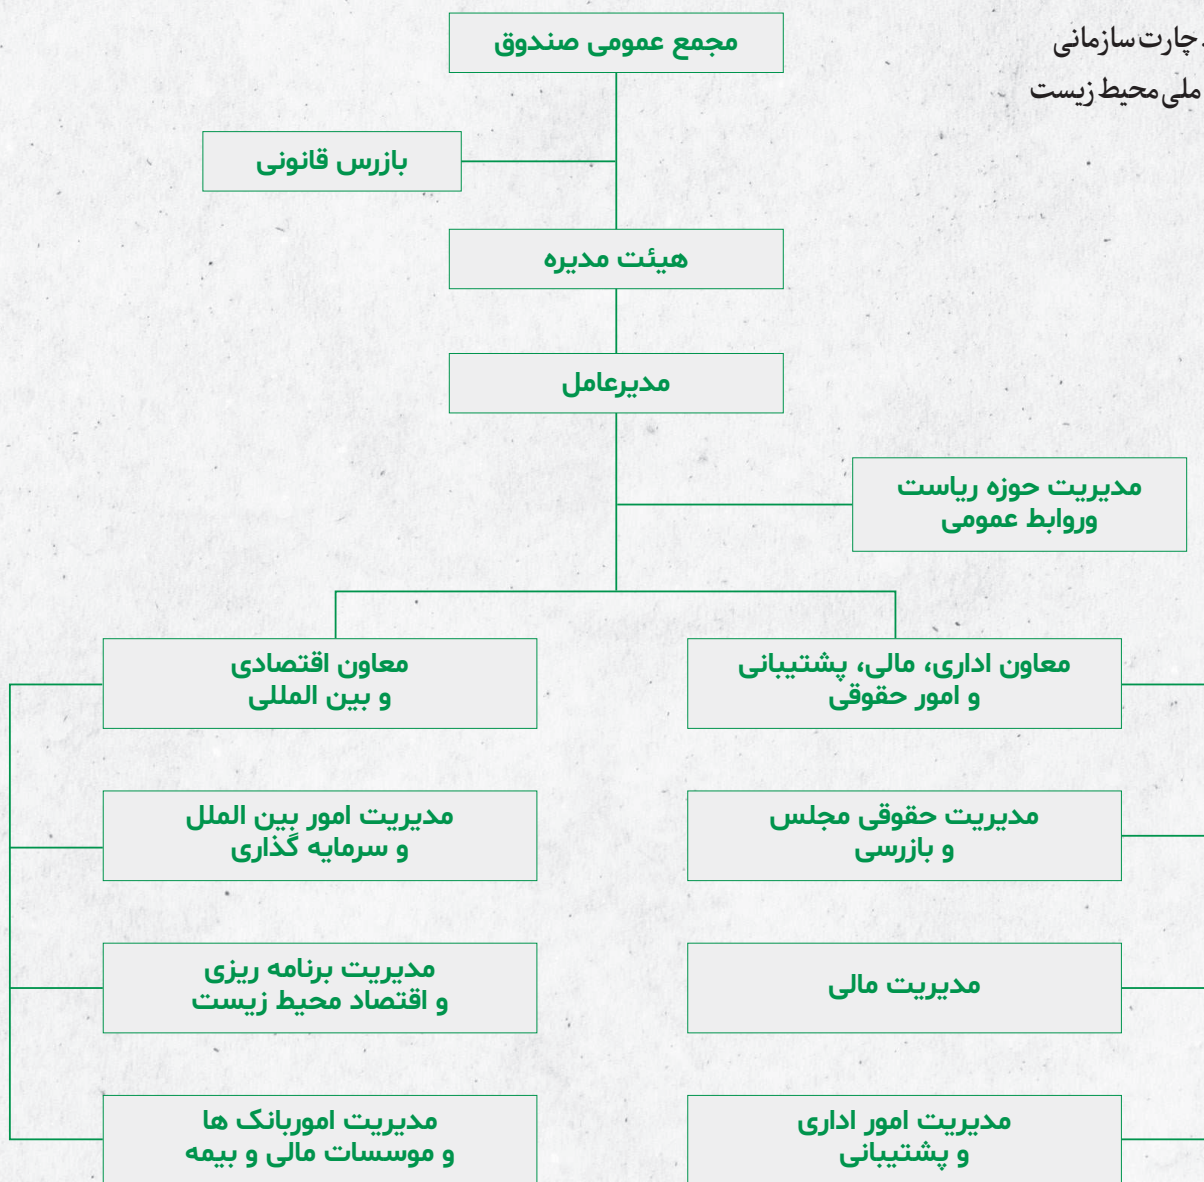 چارت سازمانی
ملی محیط زیست
مجمع عمومی صندوق
بازرس قانونی
هیئت مدیره
مدیرعامل
مدیریت حوزه ریاست
وروابط عمومی
معاون اداری، مالی، پشتیبانی
و امور حقوقی
معاون اقتصادی
و بین المللی
مدیریت حقوقی مجلس
و بازرسی
مدیریت امور بین الملل
و سرمایه گذاری
مدیریت مالی
مدیریت برنامه ریزی
و اقتصاد محیط زیست
مدیریت امور اداری
و پشتیبانی
مدیریت اموربانک ها
و موسسات مالی و بیمه